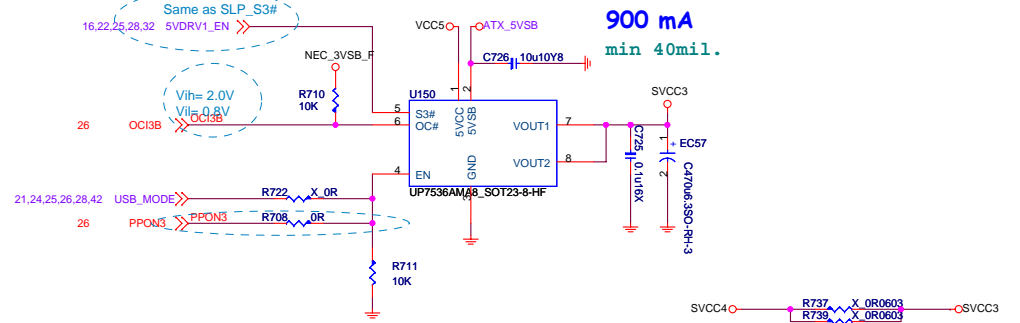 Same as SLP_S3#
16,22,25,28,32 5VDRV1_EN
VCC5
ATX_5VSB
900 mA
min 40mil.
NEC_3VSB_F
C726 10u10Y8
Vih= 2.0V
Vil= 0.8V
R710
10K
U150
1
2
SVCC3
26 OCI3B
OCI3B
5
6
S3#
OC#
5VCC
5VSB
VOUT1
7
C725
0.1u16X
1
+ EC57
2
C470u6.3SO-RH-3
VOUT2
8
4
EN
GND
3
UP7536AMA8_SOT23-8-HF
21,24,25,26,28,42 USB_MODE
R722 X_0R
26 PPON3
PPON3
R708 0R
R711
10K
SVCC4
R737 X_0R0603
SVCC3
R739 X_0R0603